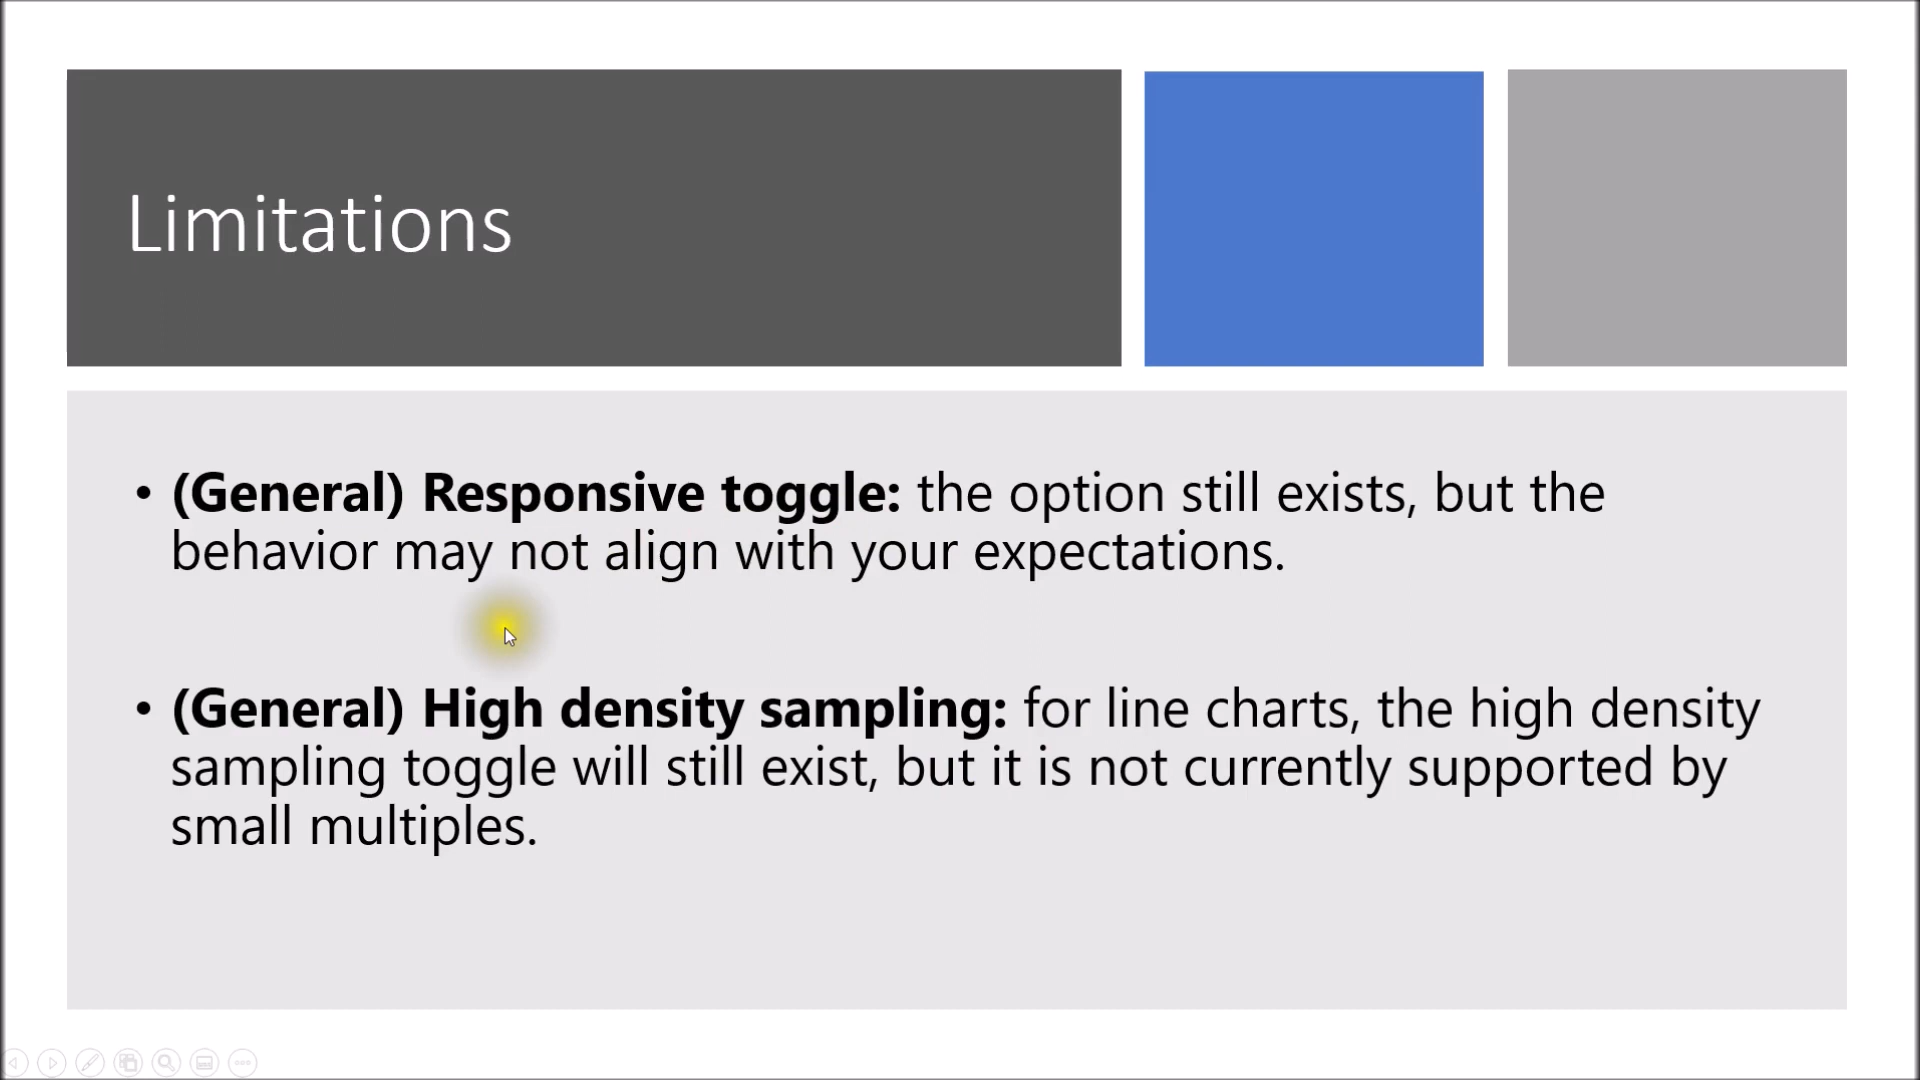 Limitations
• (General) Responsive toggle: the option still exists, but the
behavior may not align with your expectations.
• (General) High density sampling: for line charts, the high density
sampling toggle will still exist, but it is not currently supported by
small multiples.